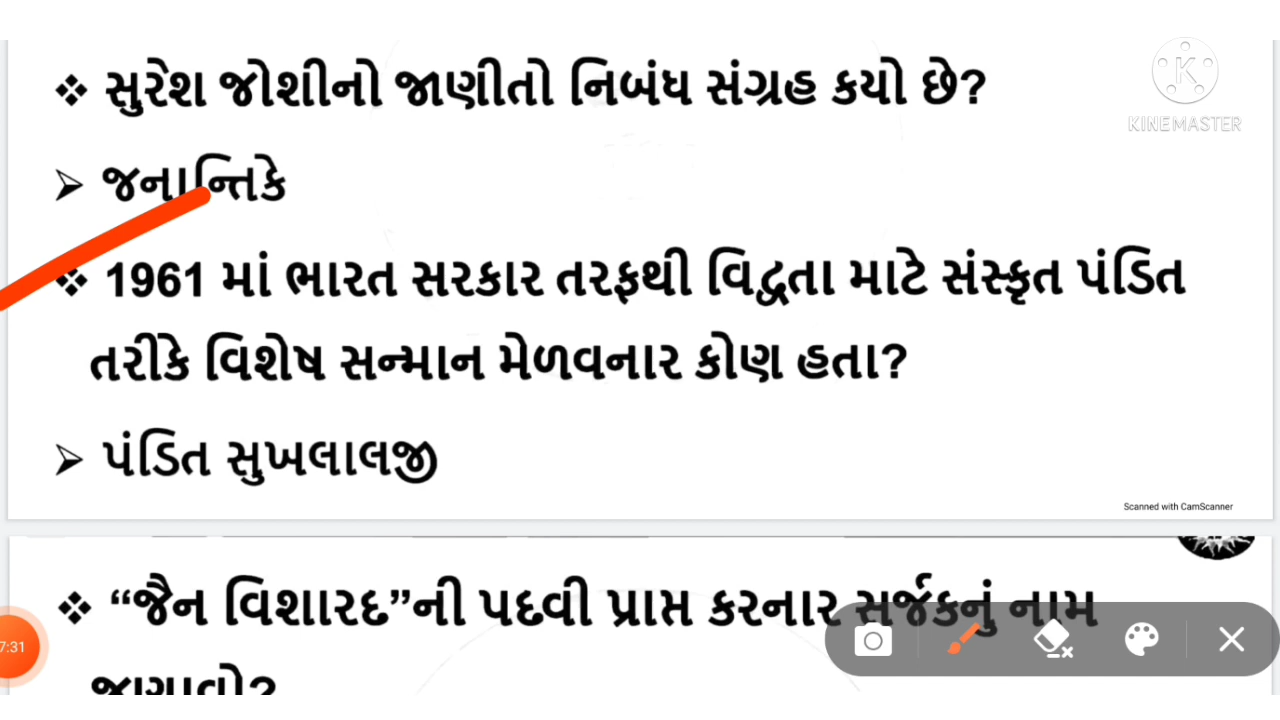 ❖ સુરેશ જોશીનો જાણીતો નિબંધ સંગ્રહ કયો છે?
KINEMASTER
➢ જનાન્તિકે
❖ 1961 માં ભારત સરકાર તરફથી વિદ્વતા માટે સંસ્કૃત પંડિત
તરીકે વિશેષ સન્માન મેળવનાર કોણ હતા?
➢ પંડિત સુખલાલજી
Scanned with CamScanner
❖ “જૈન વિશારદ”ની પદવી પ્રાપ્ત કરનાર સર્જકનું નામ
જણાવો?
7:31